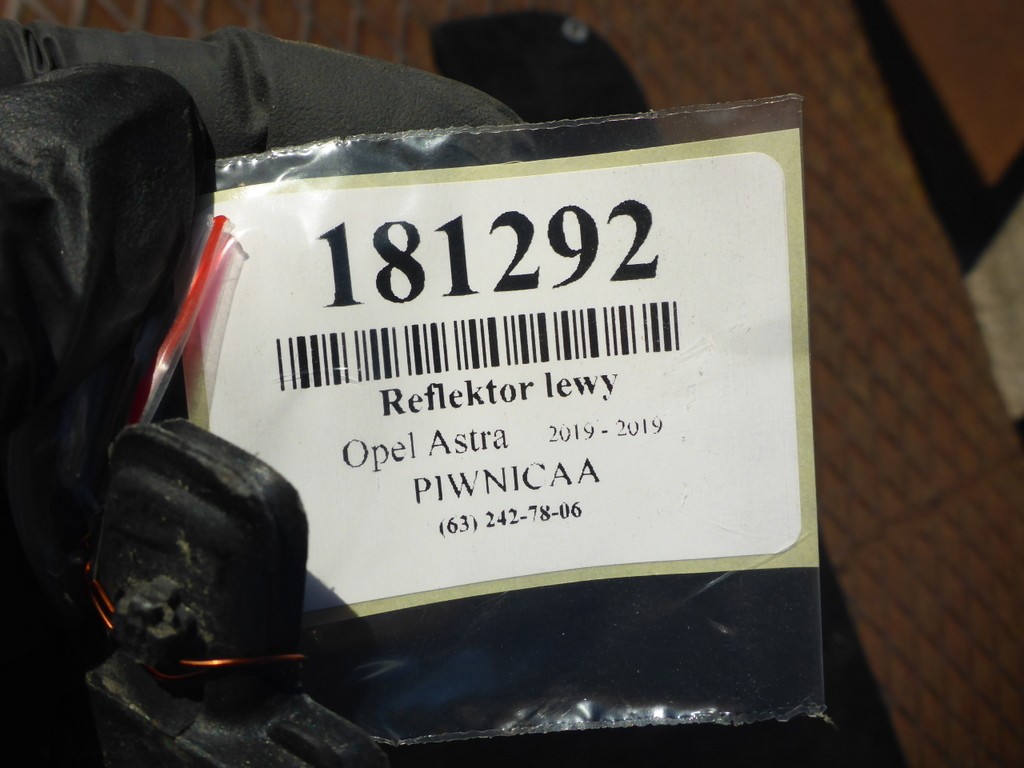 181292
Reflektor lewy
Opel Astra 2019 - 2019
PIWNICAA
(63) 242-78-06